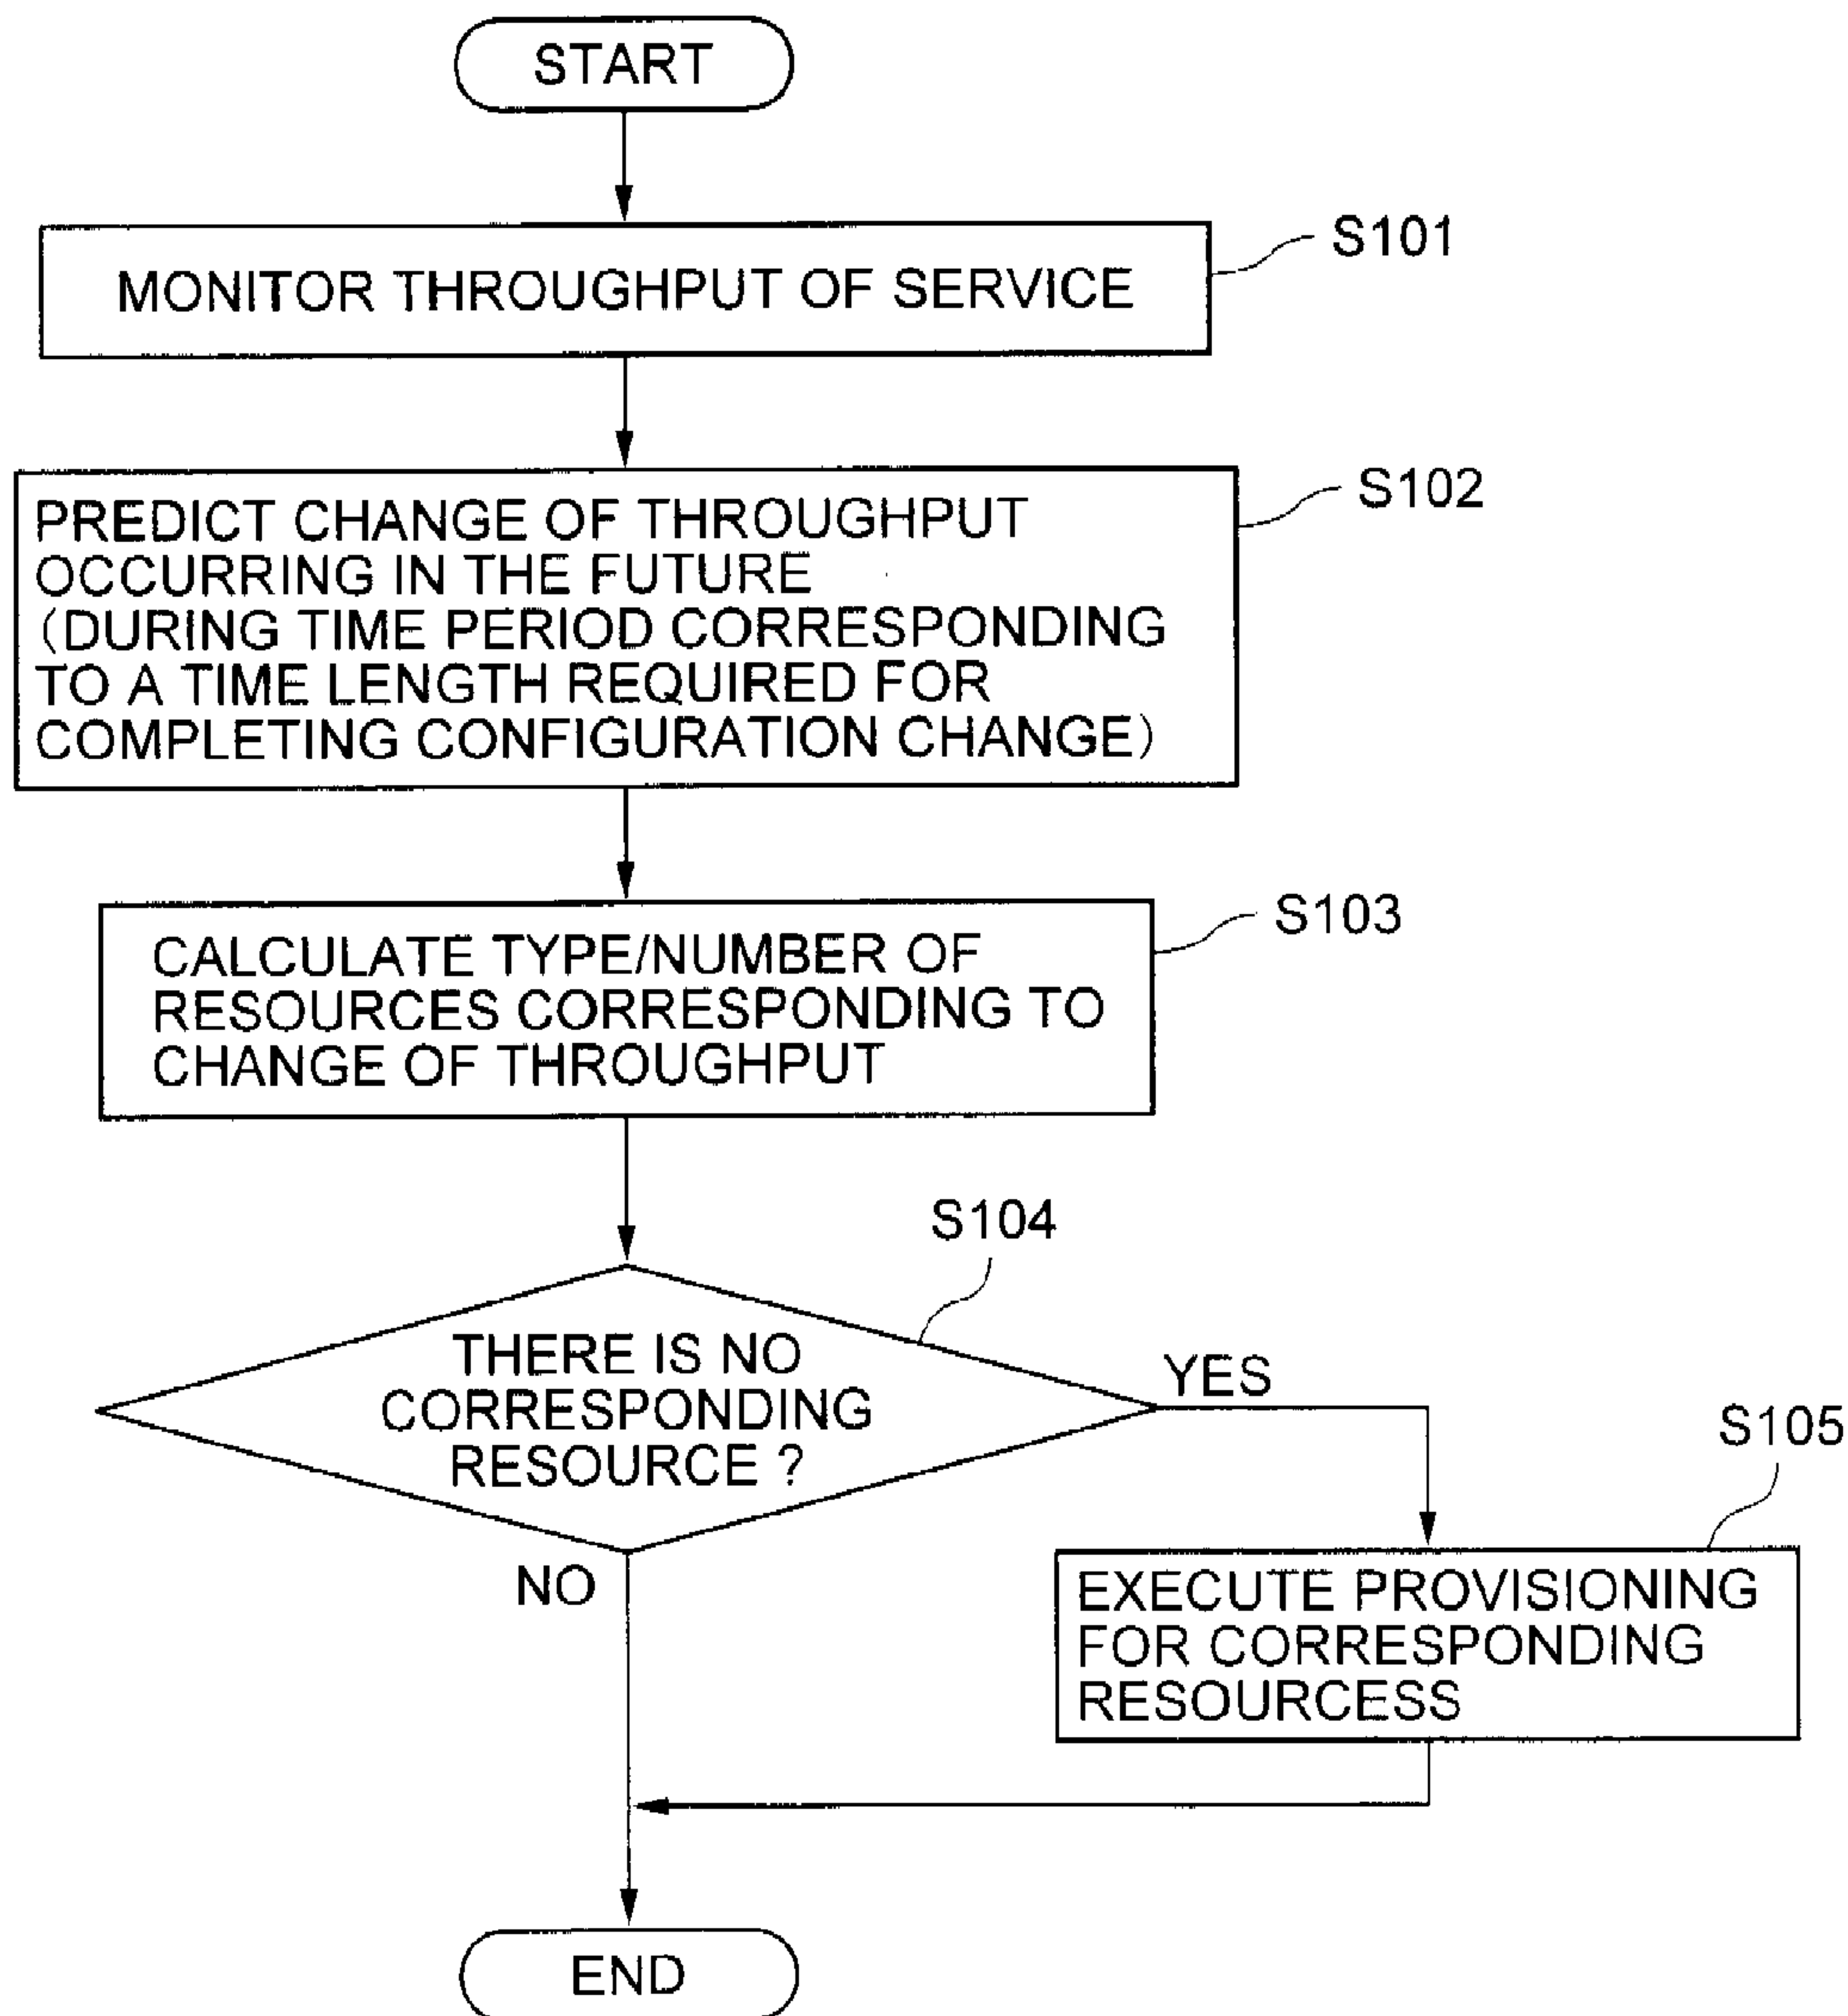 START
MONITOR THROUGHPUT OF SERVICE
S101
PREDICT CHANGE OF THROUGHPUT
OCCURRING IN THE FUTURE
(DURING TIME PERIOD CORRESPONDING
TO A TIME LENGTH REQUIRED FOR
COMPLETING CONFIGURATION CHANGE)
S102
CALCULATE TYPE/NUMBER OF
RESOURCES CORRESPONDING TO
CHANGE OF THROUGHPUT
S103
S104
THERE IS NO
CORRESPONDING
RESOURCE ?
YES
NO
S105
EXECUTE PROVISIONING
FOR CORRESPONDING
RESOURCESS
END